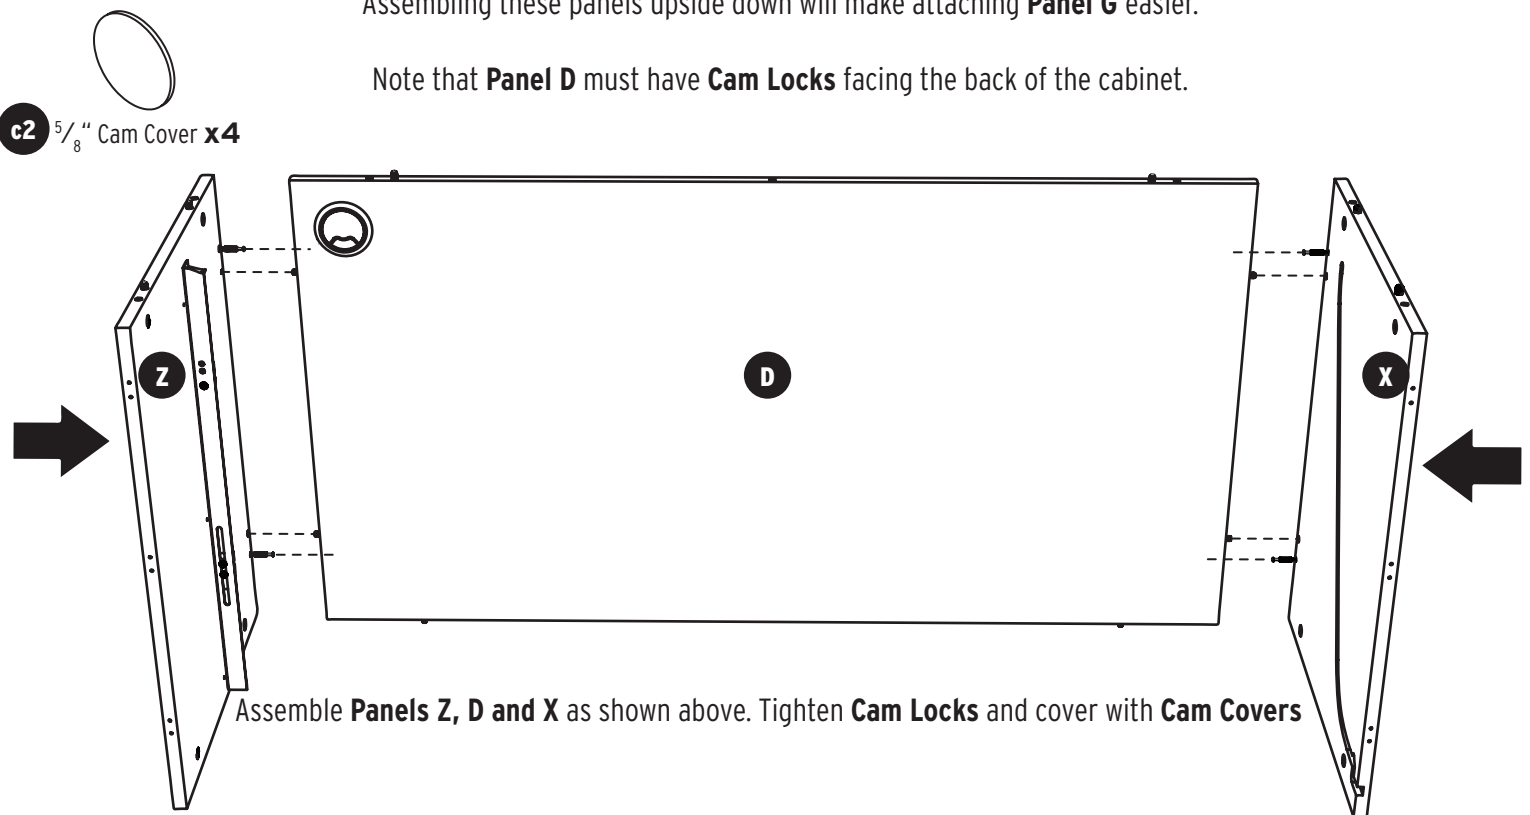 Assembling these panels upside down will make attaching Panel G easier.
Note that Panel D must have Cam Locks facing the back of the cabinet.
c2 5/8" Cam Cover x4
Z
D
X
Assemble Panels Z, D and X as shown above. Tighten Cam Locks and cover with Cam Covers